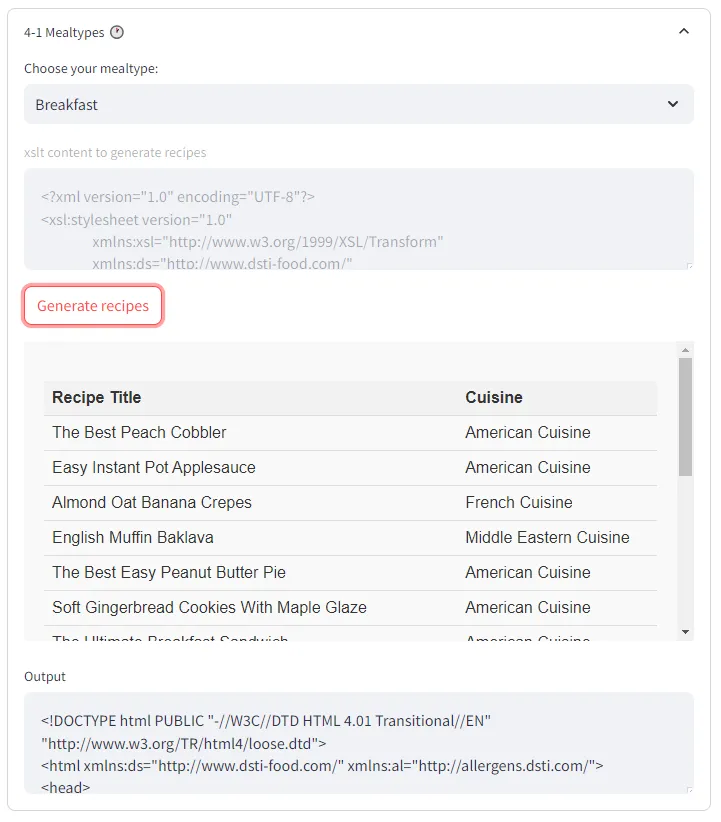 4-1 Mealtypes
Choose your mealtype:
Breakfast
xslt content to generate recipes
<?xml version="1.0" encoding="UTF-8"?>
<xsl:stylesheet version="1.0"
xmlns:xsl="http://www.w3.org/1999/XSL/Transform"
xmlns:ds="http://www.dsti-food.com/"
Generate recipes
Recipe Title Cuisine
The Best Peach Cobbler American Cuisine
Easy Instant Pot Applesauce American Cuisine
Almond Oat Banana Crepes French Cuisine
English Muffin Baklava Middle Eastern Cuisine
The Best Easy Peanut Butter Pie American Cuisine
Soft Gingerbread Cookies With Maple Glaze American Cuisine
The Ultimate Breakfast Sandwich American Cuisine
Output
<!DOCTYPE html PUBLIC "-//W3C//DTD HTML 4.01 Transitional//EN"
"http://www.w3.org/TR/html4/loose.dtd">
<html xmlns:ds="http://www.dsti-food.com/" xmlns:al="http://allergens.dsti.com/">
<head>